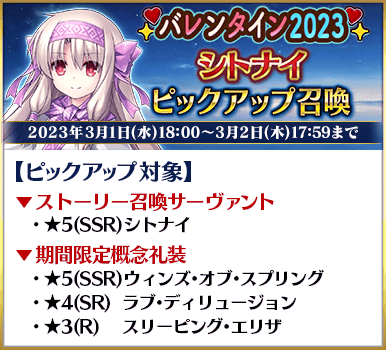 バレンタイン2023
シトナイ
ピックアップ召喚
2023年3月1日(水)18:00～3月2日(木)17:59まで
【ピックアップ対象】
▼ストーリー召喚サーヴァント
・★5(SSR)シトナイ
▼期間限定概念礼装
・★5(SSR)ウィンズ・オブ・スプリング
・★4(SR) ラブ・ディリュージョン
・★3(R) スリーピング・エリザ